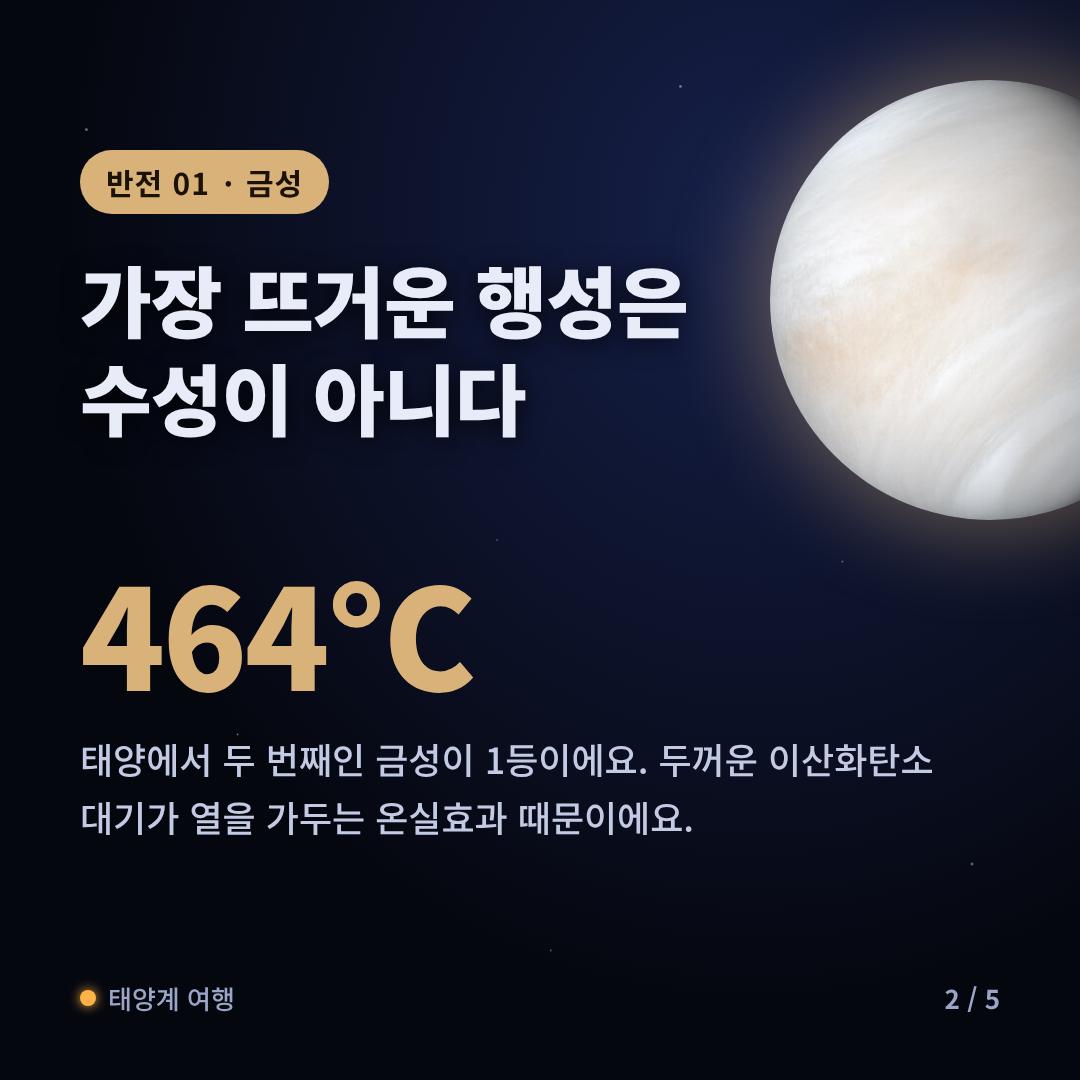 반전 01 · 금성
가장 뜨거운 행성은
수성이 아니다
464°C
태양에서 두 번째인 금성이 1등이에요. 두꺼운 이산화탄소
대기가 열을 가두는 온실효과 때문이에요.
태양계 여행
2 / 5